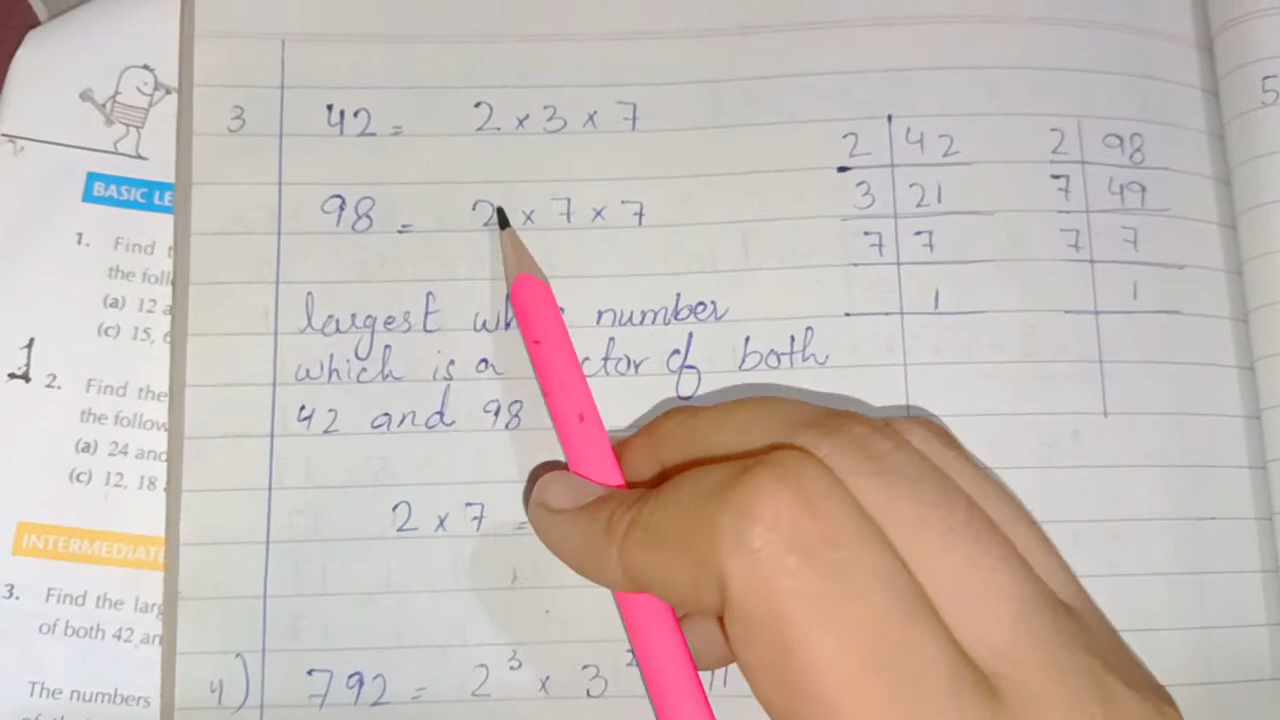 BASIC LE
1. Find
the foll
(a) 12 a
(c) 15,
1
2. Find the
the follow
(a) 24 and
(c) 12, 18
INTERMEDIATE
3. Find the larg
of both 42 an
The numbers
3 42 = 2 × 3 × 7
98 = 2 × 7 × 7
largest number
which is a of both
42 and 98
2 × 7 =
4) 792 = 2³ × 3² 11
2 42
3 21
7 7
1
2 98
7 49
7 7
1
5